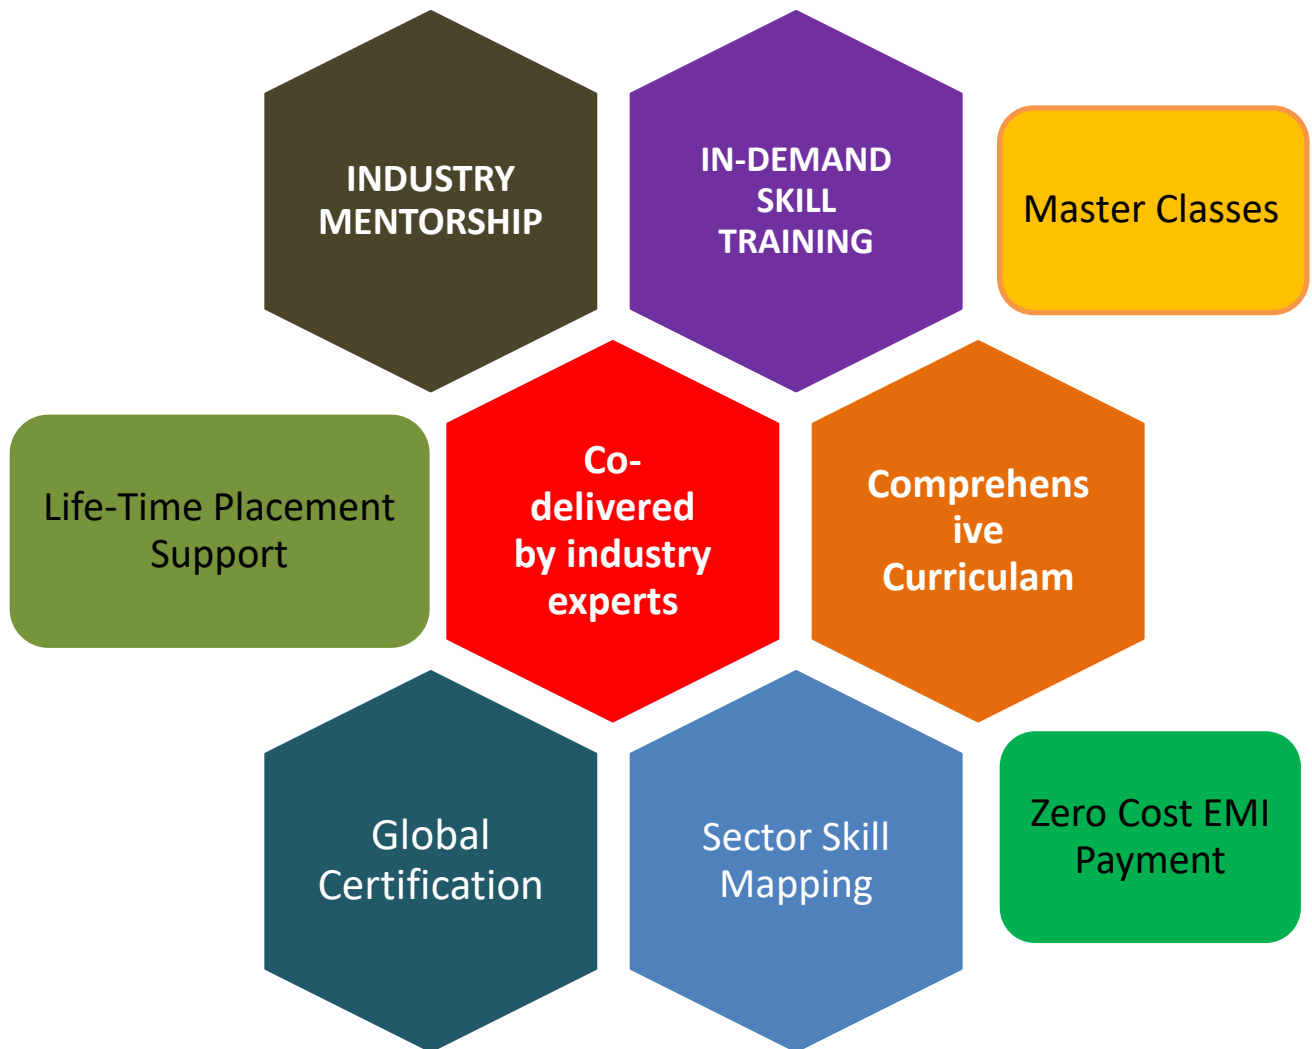 INDUSTRY
MENTORSHIP
IN-DEMAND
SKILL
TRAINING
Master Classes
Life-Time Placement
Support
Co-
delivered
by industry
experts
Comprehens
ive
Curriculam
Global
Certification
Sector Skill
Mapping
Zero Cost EMI
Payment